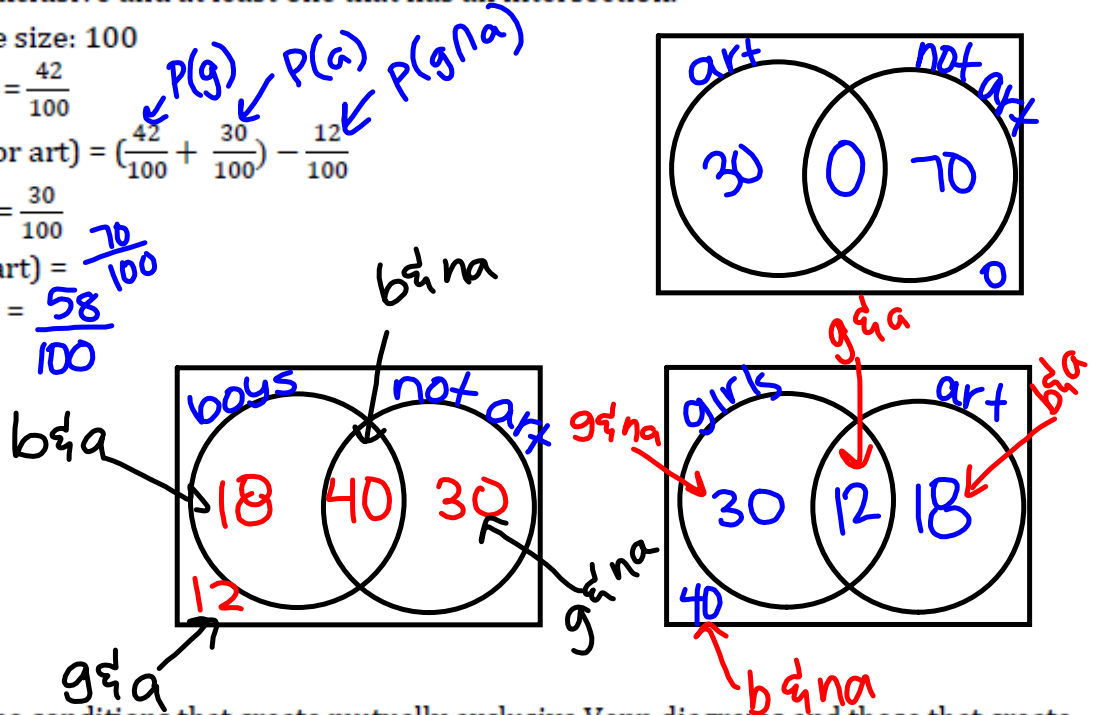 e size: 100
= 42/100
P(g) P(a) P(g∩a)
or art) = (42/100 + 30/100) − 12/100
= 30/100
art) = 70/100
= 58/100
art not art
30 0 70
0
b&na
boys not art
b&a
18 40 30
12
g&a
g&na
g&a
girls art
b&a
g&na
30 12 18
40
b&na